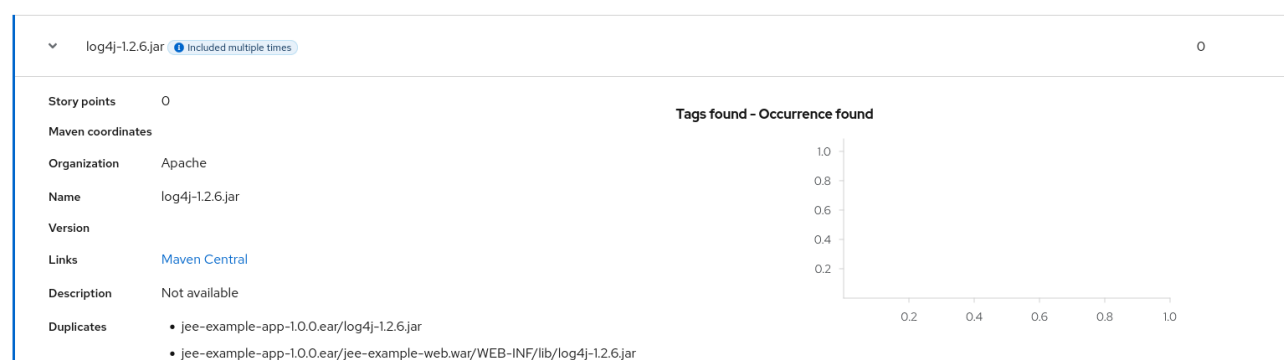 log4j-1.2.6.jar Included multiple times 0
Story points 0
Maven coordinates
Organization Apache
Name log4j-1.2.6.jar
Version
Links Maven Central
Description Not available
Duplicates • jee-example-app-1.0.0.ear/log4j-1.2.6.jar
• jee-example-app-1.0.0.ear/jee-example-web.war/WEB-INF/lib/log4j-1.2.6.jar
Tags found - Occurrence found
1.0
0.8
0.6
0.4
0.2
0.2 0.4 0.6 0.8 1.0